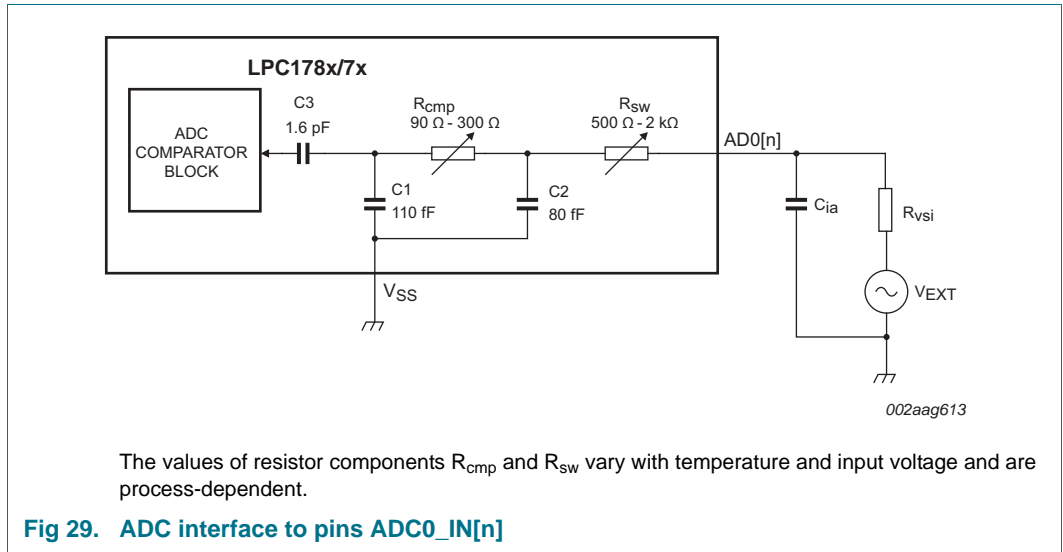 LPC178x/7x
ADC
COMPARATOR
BLOCK
C3
1.6 pF
Rcmp
90 Ω - 300 Ω
Rsw
500 Ω - 2 kΩ
AD0[n]
C1
110 fF
C2
80 fF
Cia
Rvsi
VSS
VEXT
002aag613
The values of resistor components Rcmp and Rsw vary with temperature and input voltage and are
process-dependent.
Fig 29. ADC interface to pins ADC0_IN[n]